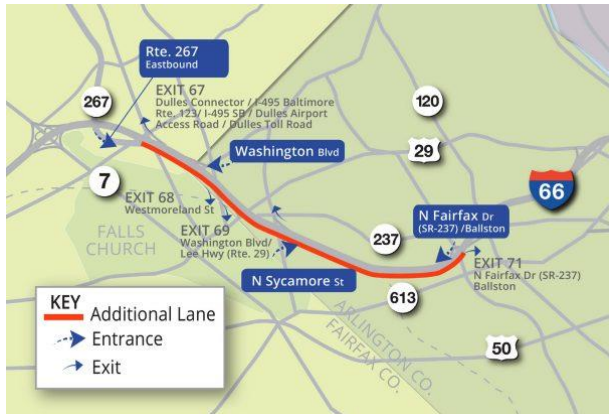 Rte. 267
Eastbound
EXIT 67
Dulles Connector / I-495 Baltimore
Rte. 123/ I-495 SB / Dulles Airport
Access Road / Dulles Toll Road
267
120
29
Washington Blvd
66
7
EXIT 68
Westmoreland St
N Fairfax Dr
(SR-237) /Ballston
FALLS
CHURCH
EXIT 69
Washington Blvd/
Lee Hwy (Rte. 29)
237
EXIT 71
N Fairfax Dr (SR-237)
Ballston
N Sycamore St
613
KEY
Additional Lane
Entrance
Exit
ARLINGTON CO.
FAIRFAX CO.
50